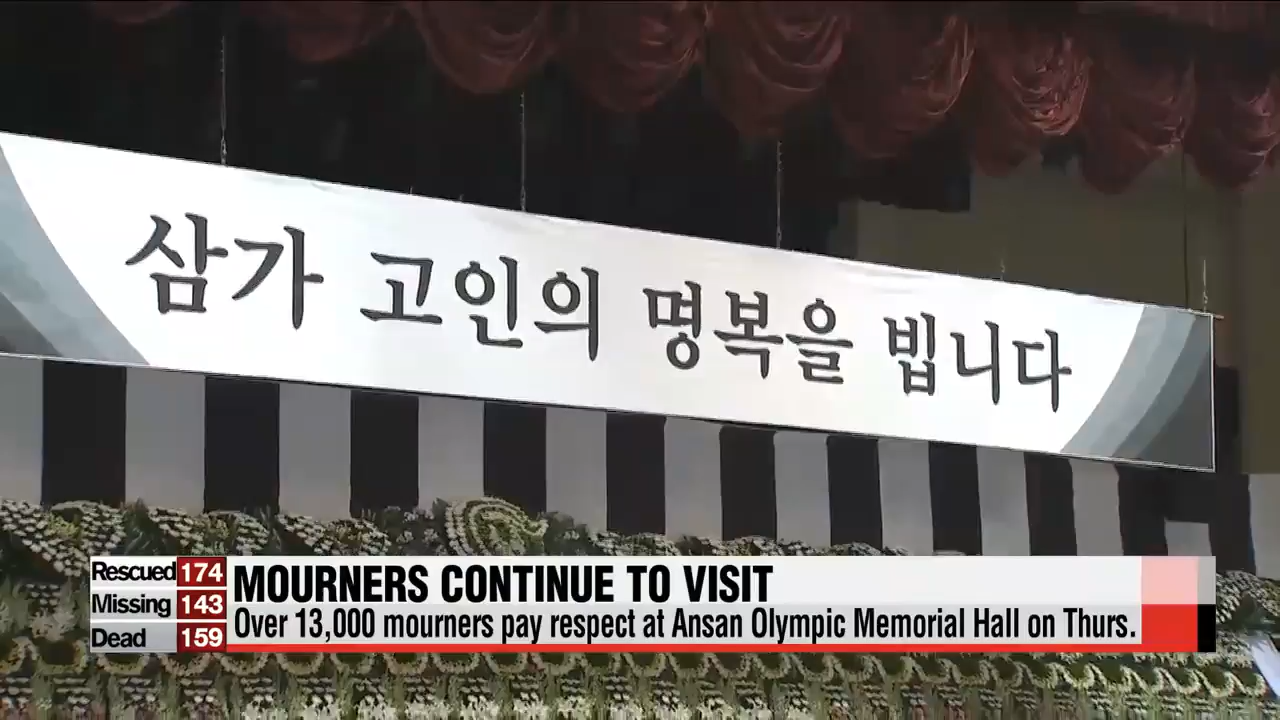 삼가 고인의 명복을 빕니다
Rescued 174
Missing 143
Dead 159
MOURNERS CONTINUE TO VISIT
Over 13,000 mourners pay respect at Ansan Olympic Memorial Hall on Thurs.